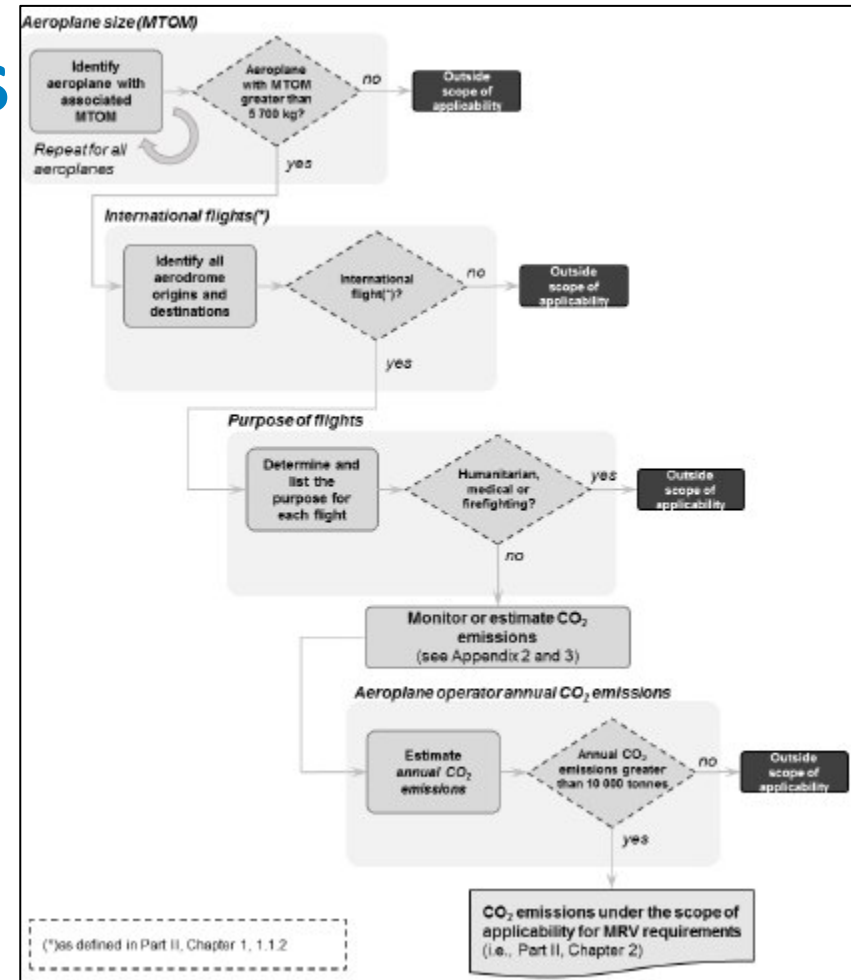 S
Aeroplane size (MTOM)
Identify
aeroplane with
associated
MTOM
Aeroplane
with MTOM
greater than
5 700 kg?
no
Outside
scope of
applicability
Repeat for all
aeroplanes
yes
International flights(*)
Identify all
aerodrome
origins and
destinations
International
flight(*)?
no
Outside
scope of
applicability
yes
Purpose of flights
Determine and
list the
purpose for
each flight
Humanitarian,
medical or
firefighting?
yes
Outside
scope of
applicability
no
Monitor or estimate CO₂
emissions
(see Appendix 2 and 3)
Aeroplane operator annual CO₂ emissions
Estimate
annual CO₂
emissions
Annual CO₂
emissions greater
than 10 000 tonnes
no
Outside
scope of
applicability
yes
CO₂ emissions under the scope of
applicability for MRV requirements
(i.e., Part II, Chapter 2)
(*)as defined in Part II, Chapter 1, 1.1.2